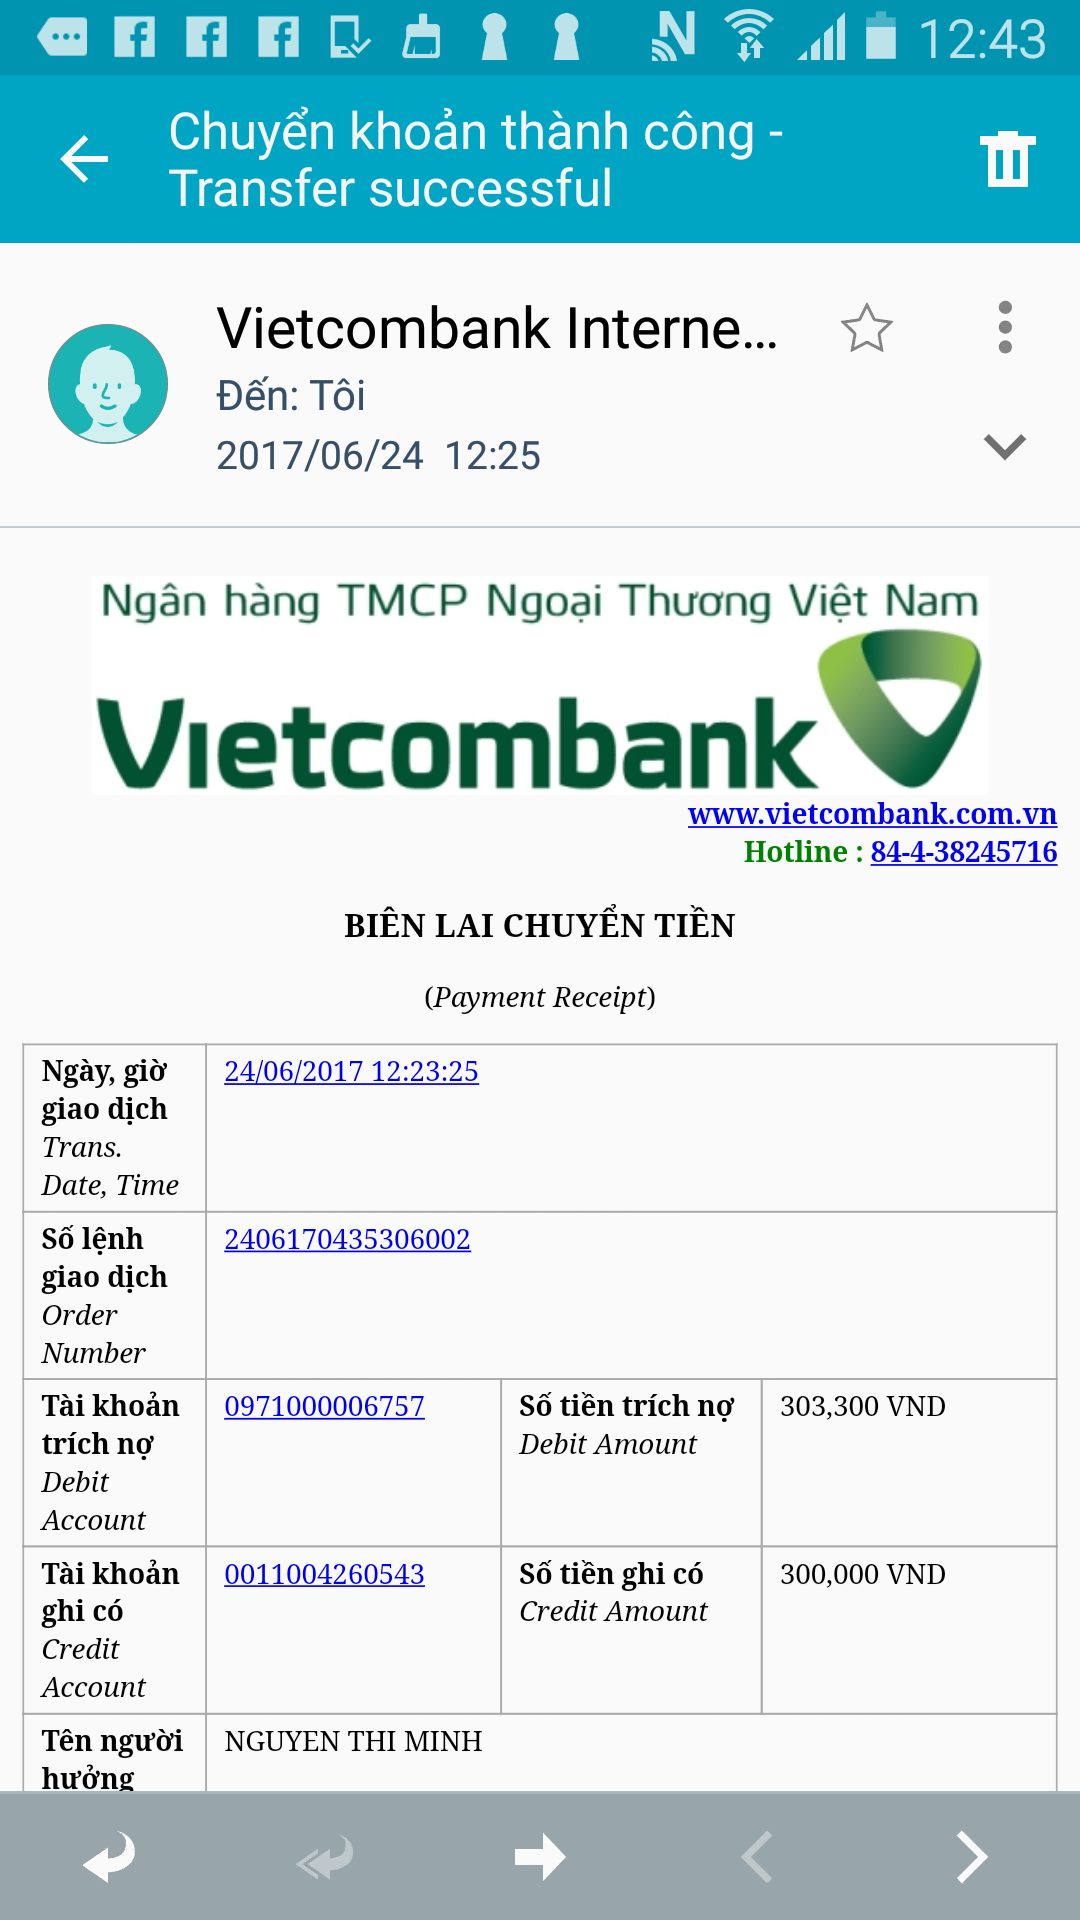 12:43
Chuyển khoản thành công -
Transfer successful
Vietcombank Interne...
Đến: Tôi
2017/06/24 12:25
Ngân hàng TMCP Ngoại Thương Việt Nam
Vietcombank
www.vietcombank.com.vn
Hotline : 84-4-38245716
BIÊN LAI CHUYỂN TIỀN
(Payment Receipt)
Ngày, giờ
giao dịch
Trans.
Date, Time
24/06/2017 12:23:25
Số lệnh
giao dịch
Order
Number
2406170435306002
Tài khoản
trích nợ
Debit
Account
0971000006757
Số tiền trích nợ
Debit Amount
303,300 VND
Tài khoản
ghi có
Credit
Account
0011004260543
Số tiền ghi có
Credit Amount
300,000 VND
Tên người
hưởng
NGUYEN THI MINH